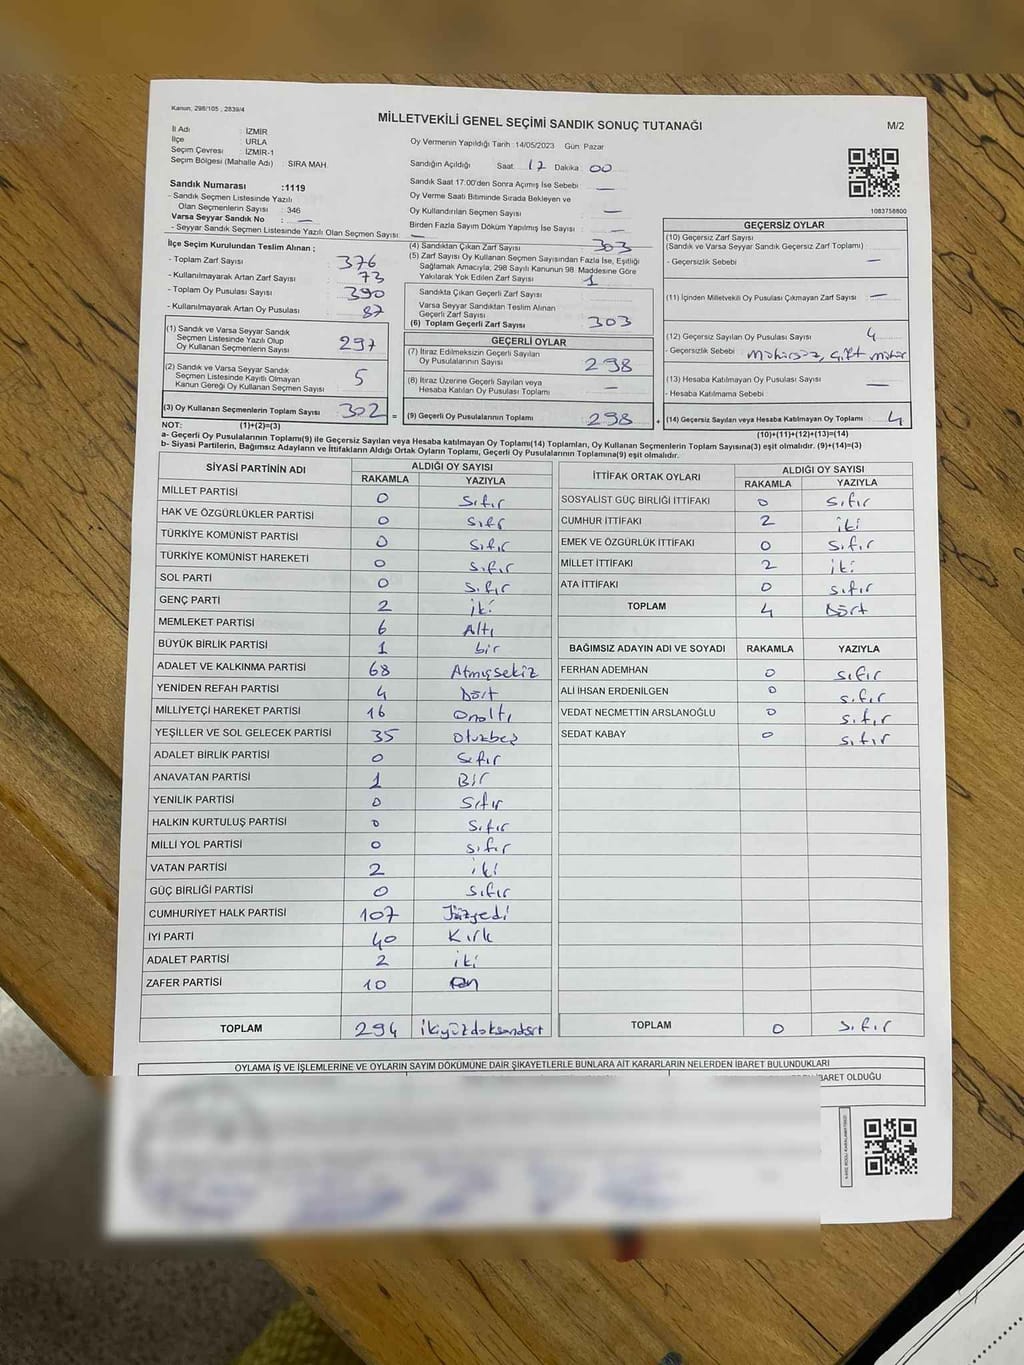 Kanun, 298/105 ; 2839/4
MİLLETVEKİLİ GENEL SEÇİMİ SANDIK SONUÇ TUTANAĞI
M/2
İl Adı : İZMİR
İlçe : URLA
Seçim Çevresi : İZMİR-1
Seçim Bölgesi (Mahalle Adı) : SIRA MAH.
Oy Vermenin Yapıldığı Tarih :14/05/2023 Gün Pazar
Sandığın Açıldığı Saat 17 Dakika 00
Sandık Saat 17.00'den Sonra Açımış İse Sebebi —
Oy Verme Saati Bitiminde Sırada Bekleyen ve
Oy Kullandırılan Seçmen Sayısı —
Birden Fazla Sayım Döküm Yapılmış İse Sayısı —
1083758800
Sandık Numarası :1119
- Sandık Seçmen Listesinde Yazılı
Olan Seçmenlerin Sayısı : 346
Varsa Seyyar Sandık No : —
- Seyyar Sandık Seçmen Listesinde Yazılı Olan Seçmen Sayısı: —
İlçe Seçim Kurulundan Teslim Alınan ;
- Toplam Zarf Sayısı 376
- Kullanılmayarak Artan Zarf Sayısı 73
- Toplam Oy Pusulası Sayısı 390
- Kullanılmayarak Artan Oy Pusulası 87
(1) Sandık ve Varsa Seyyar Sandık
Seçmen Listesinde Yazılı Olup
Oy Kullanan Seçmenlerin Sayısı 297
(2) Sandık ve Varsa Seyyar Sandık
Seçmen Listesinde Kayıtlı Olmayan
Kanun Gereği Oy Kullanan Seçmen Sayısı 5
(3) Oy Kullanan Seçmenlerin Toplam Sayısı 302 =
(4) Sandıktan Çıkan Zarf Sayısı 303
(5) Zarf Sayısı Oy Kullanan Seçmen Sayısından Fazla İse, Eşitliği
Sağlamak Amacıyla; 298 Sayılı Kanunun 98. Maddesine Göre
Yakılarak Yok Edilen Zarf Sayısı 1
Sandıkta Çıkan Geçerli Zarf Sayısı
Varsa Seyyar Sandıktan Teslim Alınan
Geçerli Zarf Sayısı
(6) Toplam Geçerli Zarf Sayısı 303
GEÇERLİ OYLAR
(7) İtiraz Edilmeksizin Geçerli Sayılan
Oy Pusulalarının Sayısı 298
(8) İtiraz Üzerine Geçerli Sayılan veya
Hesaba Katılan Oy Pusulası Toplamı —
(9) Geçerli Oy Pusulalarının Toplamı 298 +
GEÇERSİZ OYLAR
(10) Geçersiz Zarf Sayısı
(Sandık ve Varsa Seyyar Sandık Geçersiz Zarf Toplamı)
- Geçersizlik Sebebi —
(11) İçinden Milletvekili Oy Pusulası Çıkmayan Zarf Sayısı —
(12) Geçersiz Sayılan Oy Pusulası Sayısı 4
- Geçersizlik Sebebi mühürsüz, çift mühür
(13) Hesaba Katılmayan Oy Pusulası Sayısı —
- Hesaba Katılmama Sebebi
(14) Geçersiz Sayılan veya Hesaba Katılmayan Oy Toplamı 4
NOT: (1)+(2)=(3) (10)+(11)+(12)+(13)=(14)
a- Geçerli Oy Pusulalarının Toplamı(9) ile Geçersiz Sayılan veya Hesaba katılmayan Oy Toplamı(14) Toplamları, Oy Kullanan Seçmenlerin Toplam Sayısına(3) eşit olmalıdır. (9)+(14)=(3)
b- Siyasi Partilerin, Bağımsız Adayların ve İttifakların Aldığı Ortak Oyların Toplamı, Geçerli Oy Pusulalarının Toplamına(9) eşit olmalıdır.
SİYASİ PARTİNİN ADI ALDIĞI OY SAYISI
RAKAMLA YAZIYLA
MİLLET PARTİSİ 0 Sıfır
HAK VE ÖZGÜRLÜKLER PARTİSİ 0 Sıfr
TÜRKİYE KOMÜNİST PARTİSİ 0 Sıfır
TÜRKİYE KOMÜNİST HAREKETİ 0 Sıfır
SOL PARTİ 0 Sıfır
GENÇ PARTİ 2 iki
MEMLEKET PARTİSİ 6 Altı
BÜYÜK BİRLİK PARTİSİ 1 bir
ADALET VE KALKINMA PARTİSİ 68 Atmışsekiz
YENİDEN REFAH PARTİSİ 4 Dört
MİLLİYETÇİ HAREKET PARTİSİ 16 Onaltı
YEŞİLLER VE SOL GELECEK PARTİSİ 35 Otuzbeş
ADALET BİRLİK PARTİSİ 0 Sıfır
ANAVATAN PARTİSİ 1 Bir
YENİLİK PARTİSİ 0 Sıfır
HALKIN KURTULUŞ PARTİSİ 0 Sıfır
MİLLİ YOL PARTİSİ 0 Sıfır
VATAN PARTİSİ 2 iki
GÜÇ BİRLİĞİ PARTİSİ 0 Sıfır
CUMHURİYET HALK PARTİSİ 107 Yüzyedi
İYİ PARTİ 40 Kırk
ADALET PARTİSİ 2 iki
ZAFER PARTİSİ 10 on
TOPLAM 294 ikiyüzdoksandört
İTTİFAK ORTAK OYLARI ALDIĞI OY SAYISI
RAKAMLA YAZIYLA
SOSYALİST GÜÇ BİRLİĞİ İTTİFAKI 0 Sıfır
CUMHUR İTTİFAKI 2 iki
EMEK VE ÖZGÜRLÜK İTTİFAKI 0 Sıfır
MİLLET İTTİFAKI 2 iki
ATA İTTİFAKI 0 sıfır
TOPLAM 4 Dört
BAĞIMSIZ ADAYIN ADI VE SOYADI RAKAMLA YAZIYLA
FERHAN ADEMHAN 0 sıfır
ALİ İHSAN ERDENİLGEN 0 sıfır
VEDAT NECMETTİN ARSLANOĞLU 0 sıfır
SEDAT KABAY 0 sıfır
TOPLAM 0 sıfır
OYLAMA İŞ VE İŞLEMLERİNE VE OYLARIN SAYIM DÖKÜMÜNE DAİR ŞİKAYETLERLE BUNLARA AİT KARARLARIN NELERDEN İBARET BULUNDUKLARI
BARET OLDUĞU